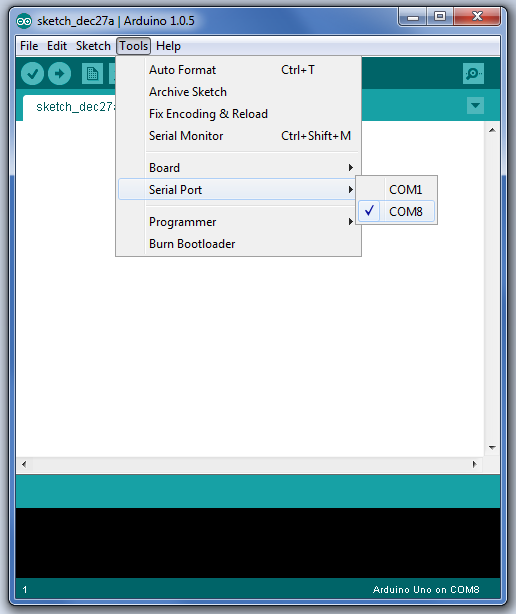 sketch_dec27a | Arduino 1.0.5
File Edit Sketch Tools Help
Auto Format Ctrl+T
Archive Sketch
sketch_dec27a
Fix Encoding & Reload
Serial Monitor Ctrl+Shift+M
Board
Serial Port
COM1
COM8
Programmer
Burn Bootloader
1 Arduino Uno on COM8